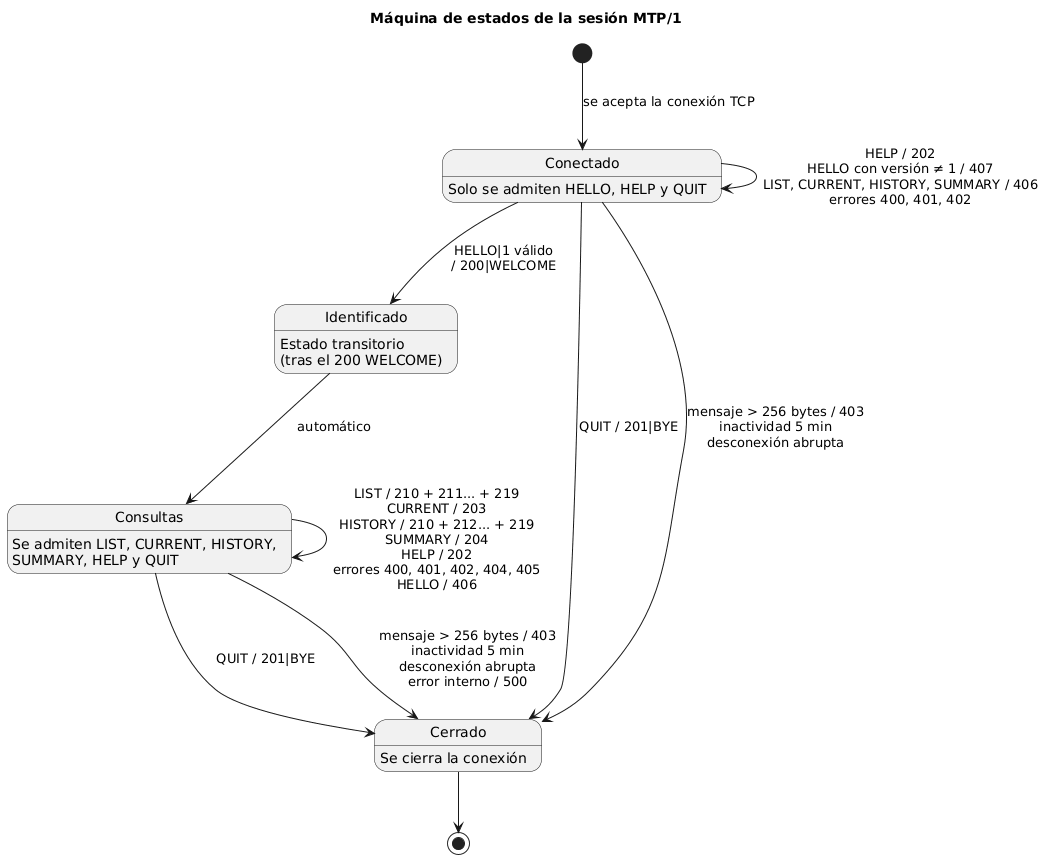 Máquina de estados de la sesión MTP/1
se acepta la conexión TCP
Conectado
Solo se admiten HELLO, HELP y QUIT
HELP / 202
HELLO con versión ≠ 1 / 407
LIST, CURRENT, HISTORY, SUMMARY / 406
errores 400, 401, 402
HELLO|1 válido
/ 200|WELCOME
Identificado
Estado transitorio
(tras el 200 WELCOME)
automático
QUIT / 201|BYE
mensaje > 256 bytes / 403
inactividad 5 min
desconexión abrupta
Consultas
Se admiten LIST, CURRENT, HISTORY,
SUMMARY, HELP y QUIT
LIST / 210 + 211... + 219
CURRENT / 203
HISTORY / 210 + 212... + 219
SUMMARY / 204
HELP / 202
errores 400, 401, 402, 404, 405
HELLO / 406
QUIT / 201|BYE
mensaje > 256 bytes / 403
inactividad 5 min
desconexión abrupta
error interno / 500
Cerrado
Se cierra la conexión